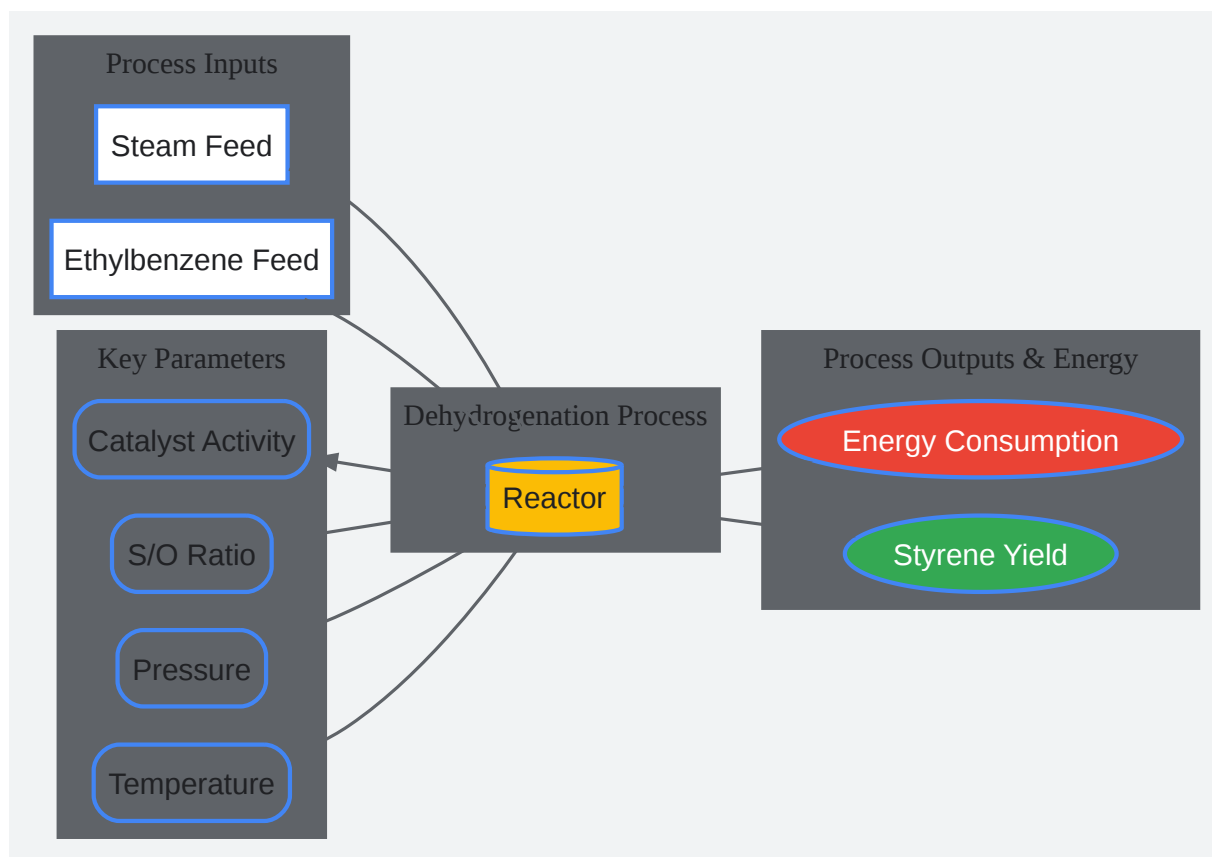 Process Inputs
Steam Feed
Ethylbenzene Feed
Key Parameters
Catalyst Activity
S/O Ratio
Pressure
Temperature
Dehydrogenation Process
Reactor
Process Outputs & Energy
Energy Consumption
Styrene Yield